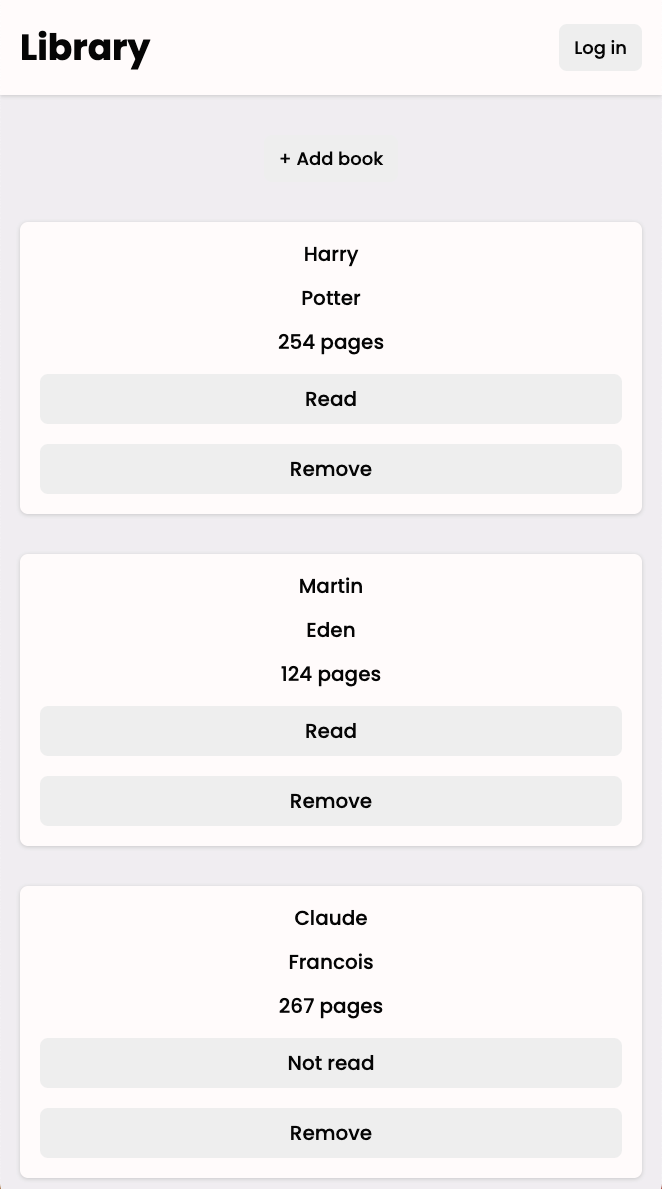 Library
Log in
+ Add book
Harry
Potter
254 pages
Read
Remove
Martin
Eden
124 pages
Read
Remove
Claude
Francois
267 pages
Not read
Remove